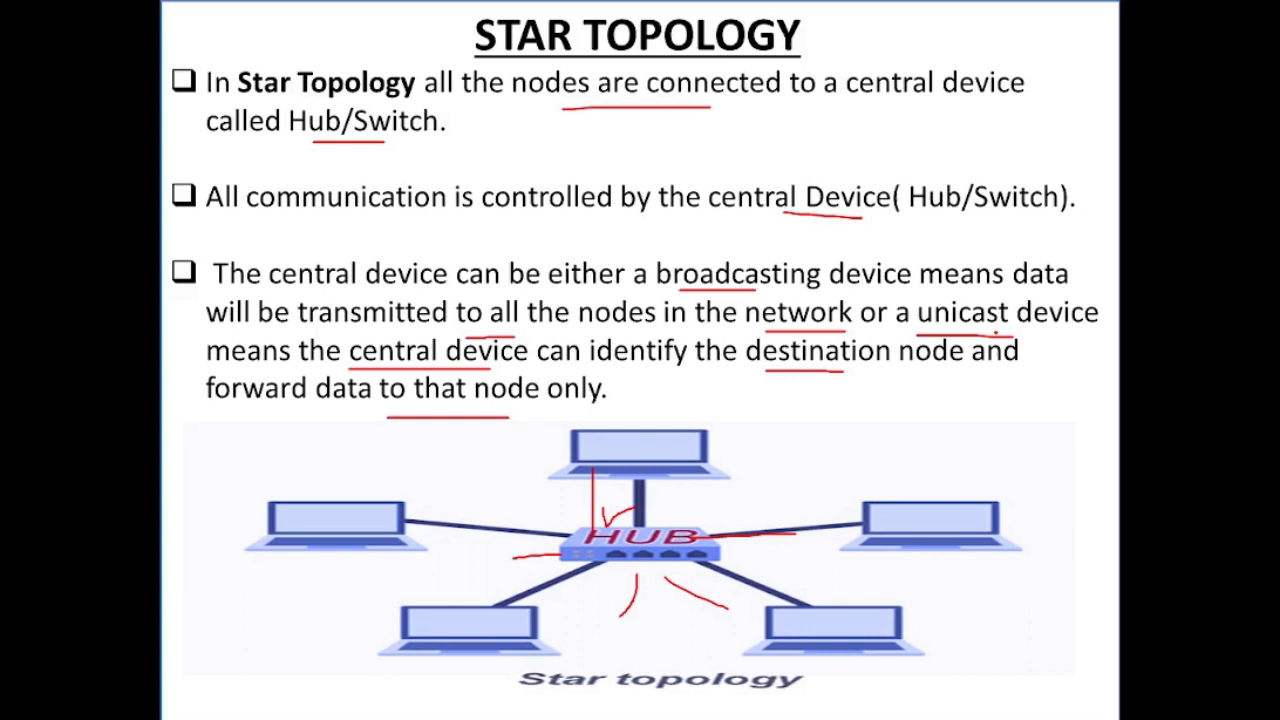 STAR TOPOLOGY
In Star Topology all the nodes are connected to a central device
called Hub/Switch.
All communication is controlled by the central Device( Hub/Switch).
The central device can be either a broadcasting device means data
will be transmitted to all the nodes in the network or a unicast device
means the central device can identify the destination node and
forward data to that node only.
HUB
Star topology